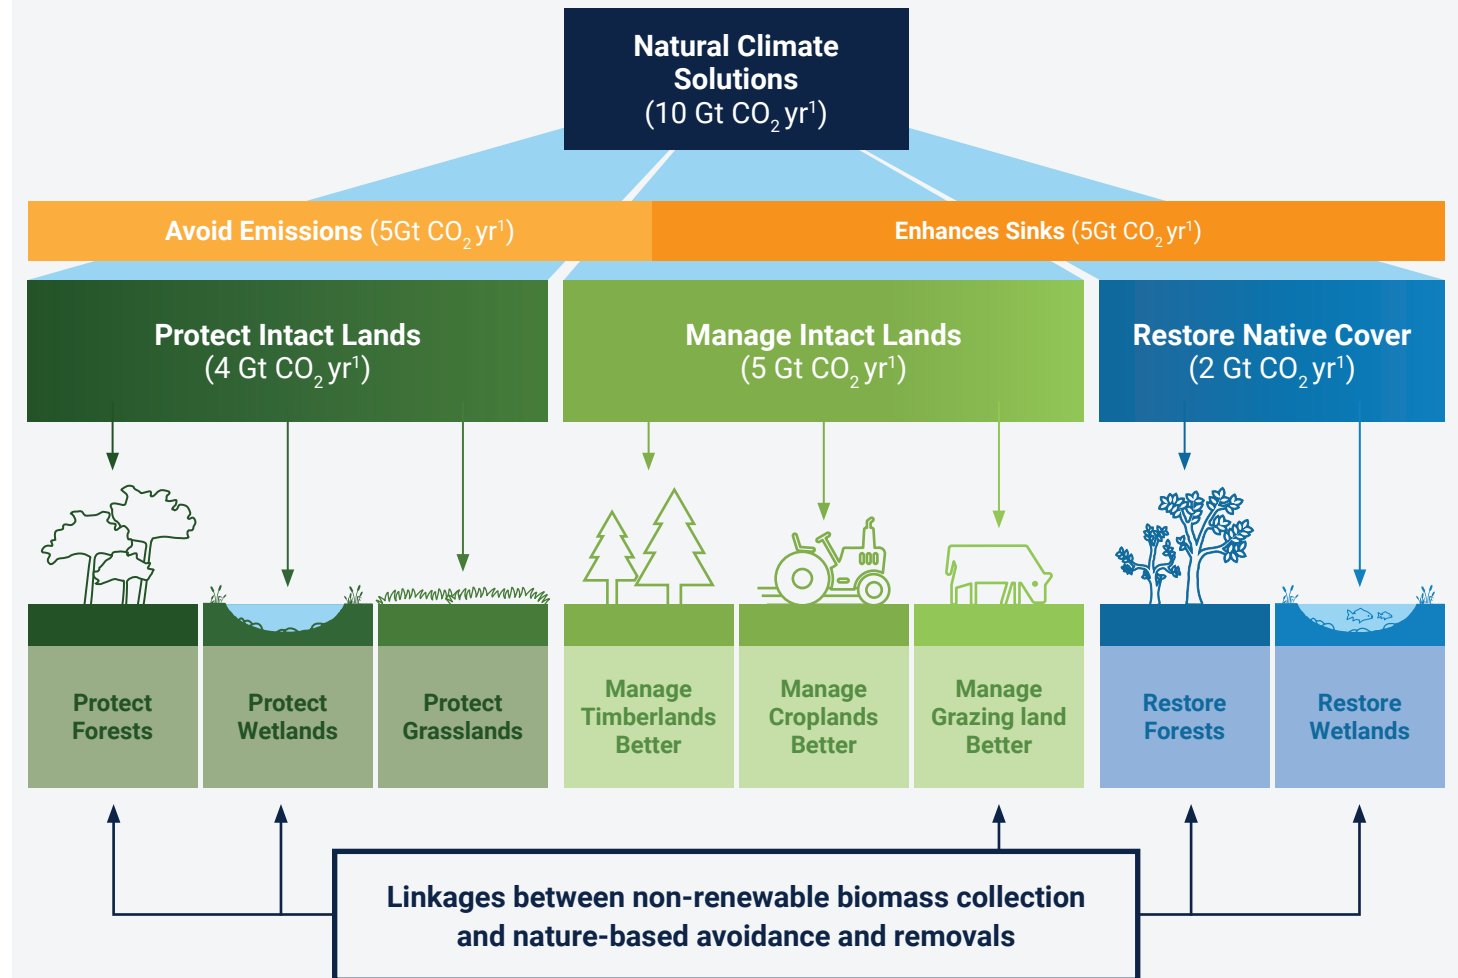 Natural Climate
Solutions
(10 Gt CO₂ yr¹)
Avoid Emissions (5Gt CO₂ yr¹)
Enhances Sinks (5Gt CO₂ yr¹)
Protect Intact Lands
(4 Gt CO₂ yr¹)
Manage Intact Lands
(5 Gt CO₂ yr¹)
Restore Native Cover
(2 Gt CO₂ yr¹)
Protect
Forests
Protect
Wetlands
Protect
Grasslands
Manage
Timberlands
Better
Manage
Croplands
Better
Manage
Grazing land
Better
Restore
Forests
Restore
Wetlands
Linkages between non-renewable biomass collection
and nature-based avoidance and removals